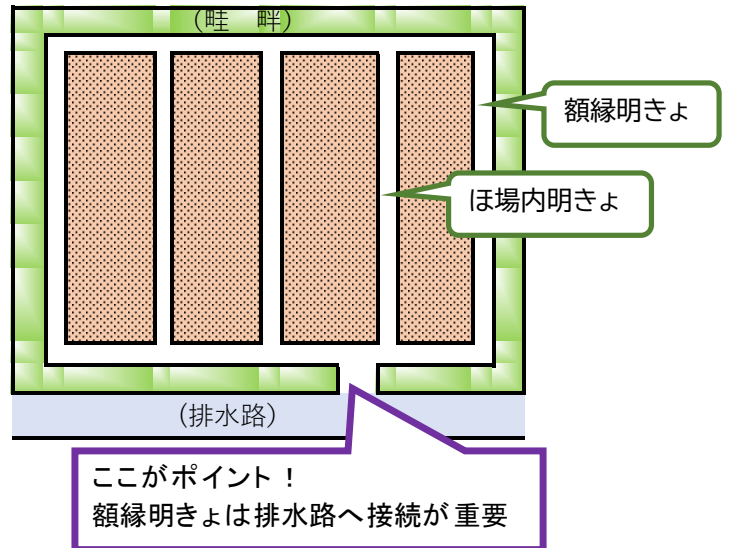 (畦　畔)
額縁明きょ
ほ場内明きょ
(排水路)
ここがポイント！
額縁明きょは排水路へ接続が重要